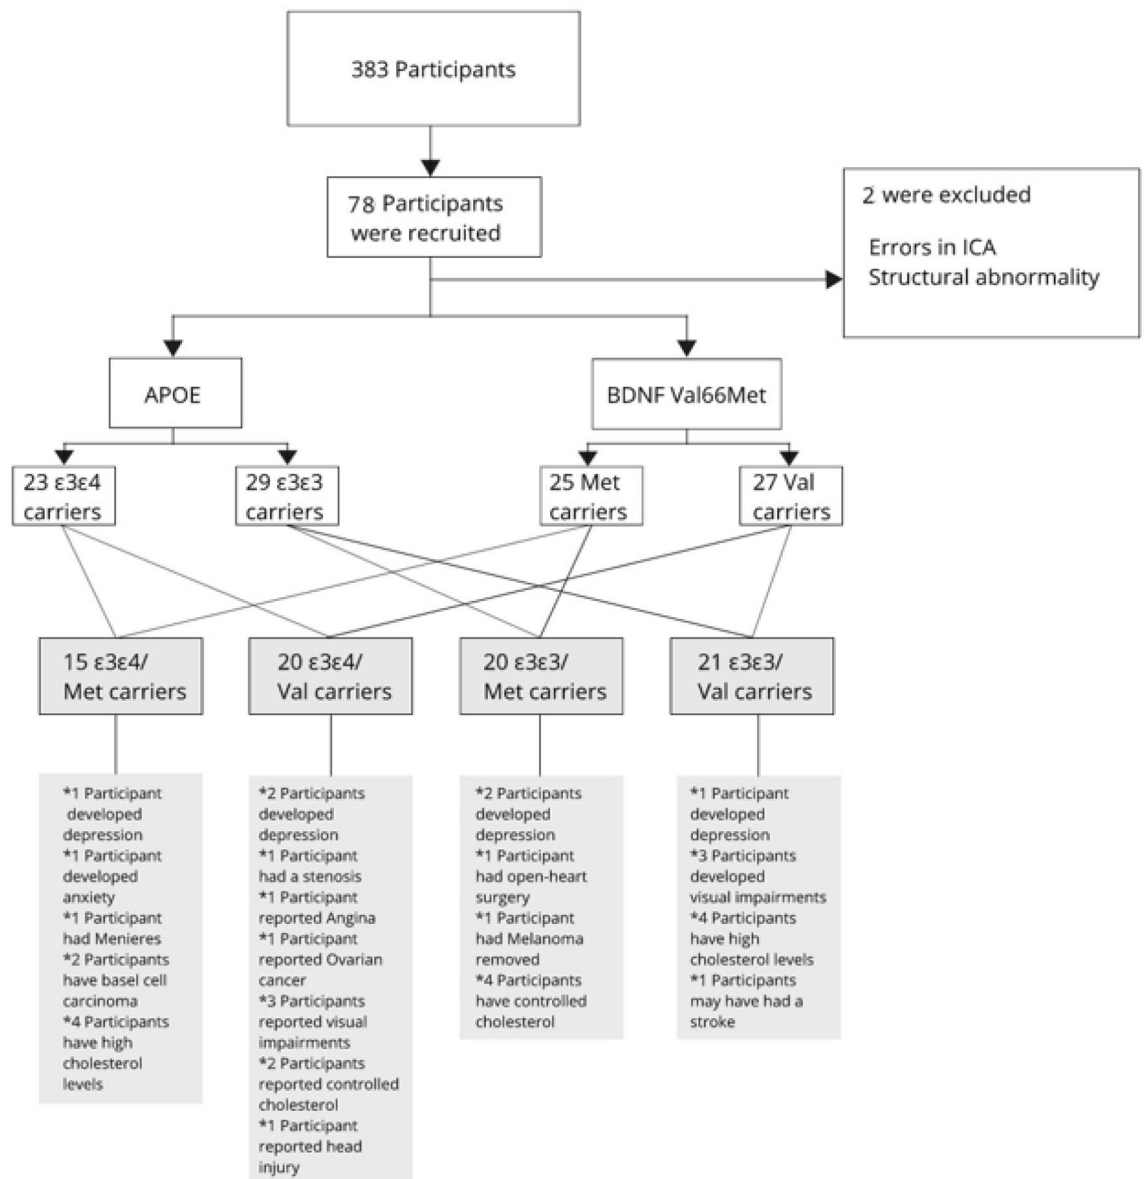 383 Participants
78 Participants
were recruited
2 were excluded
Errors in ICA
Structural abnormality
APOE
BDNF Val66Met
23 ε3ε4
carriers
29 ε3ε3
carriers
25 Met
carriers
27 Val
carriers
15 ε3ε4/
Met carriers
20 ε3ε4/
Val carriers
20 ε3ε3/
Met carriers
21 ε3ε3/
Val carriers
*1 Participant
developed
depression
*1 Participant
developed
anxiety
*1 Participant
had Menieres
*2 Participants
have basel cell
carcinoma
*4 Participants
have high
cholesterol
levels
*2 Participants
developed
depression
*1 Participant
had a stenosis
*1 Participant
reported Angina
*1 Participant
reported Ovarian
cancer
*3 Participants
reported visual
impairments
*2 Participants
reported controlled
cholesterol
*1 Participant
reported head
injury
*2 Participants
developed
depression
*1 Participant
had open-heart
surgery
*1 Participant
had Melanoma
removed
*4 Participants
have controlled
cholesterol
*1 Participant
developed
depression
*3 Participants
developed
visual impairments
*4 Participants
have high
cholesterol levels
*1 Participants
may have had a
stroke